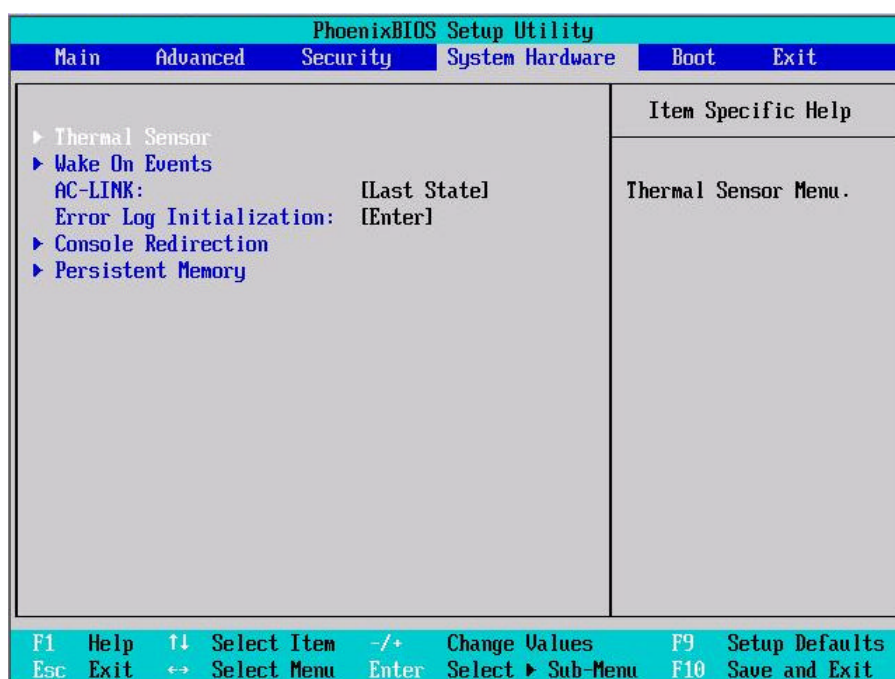 PhoenixBIOS Setup Utility
Main Advanced Security System Hardware Boot Exit
Item Specific Help
▶ Thermal Sensor
▶ Wake On Events
AC-LINK: [Last State]
Thermal Sensor Menu.
Error Log Initialization: [Enter]
▶ Console Redirection
▶ Persistent Memory
F1 Help ↑↓ Select Item -/+ Change Values F9 Setup Defaults
Esc Exit ↔ Select Menu Enter Select ▶ Sub-Menu F10 Save and Exit